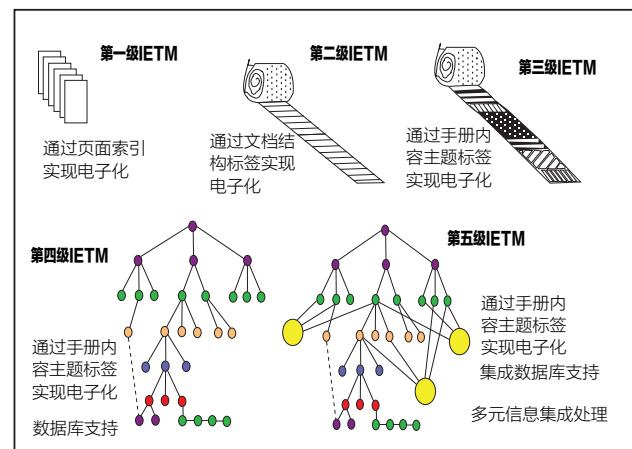 第一级IETM
通过页面索引
实现电子化
第二级IETM
通过文档结
构标签实现
电子化
第三级IETM
通过手册内
容主题标签
实现电子化
第四级IETM
通过手册内
容主题标签
实现电子化
数据库支持
第五级IETM
通过手册内
容主题标签
实现电子化
集成数据库支持
多元信息集成处理